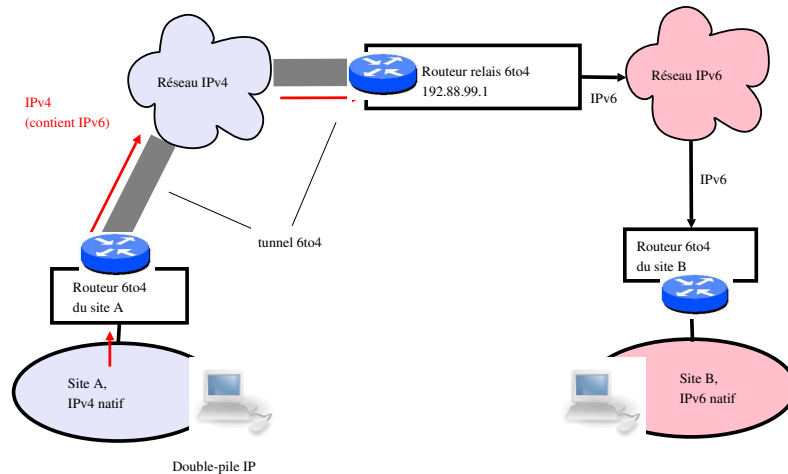 Réseau IPv4
Routeur relais 6to4
192.88.99.1
IPv6
Réseau IPv6
IPv4
(contient IPv6)
IPv6
tunnel 6to4
Routeur 6to4
du site B
Routeur 6to4
du site A
Site A,
IPv4 natif
Site B,
IPv6 natif
Double-pile IP